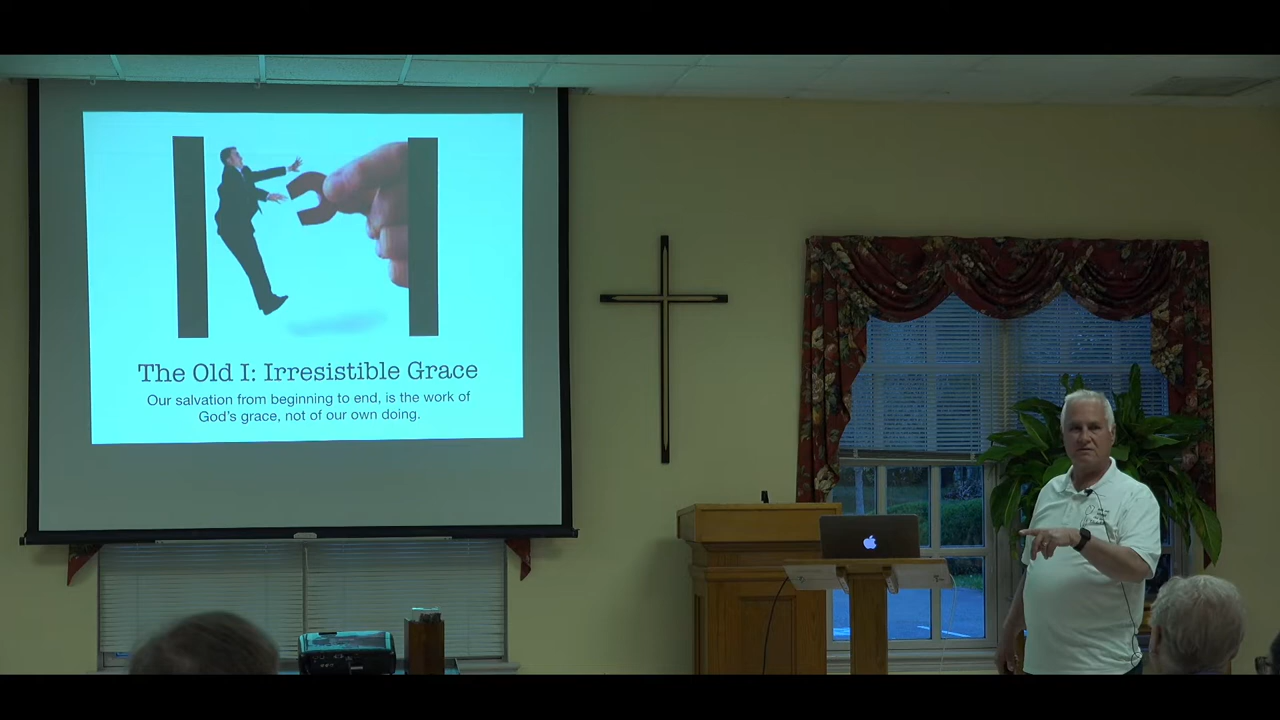 The Old I: Irresistible Grace
Our salvation from beginning to end, is the work of
God's grace, not of our own doing.